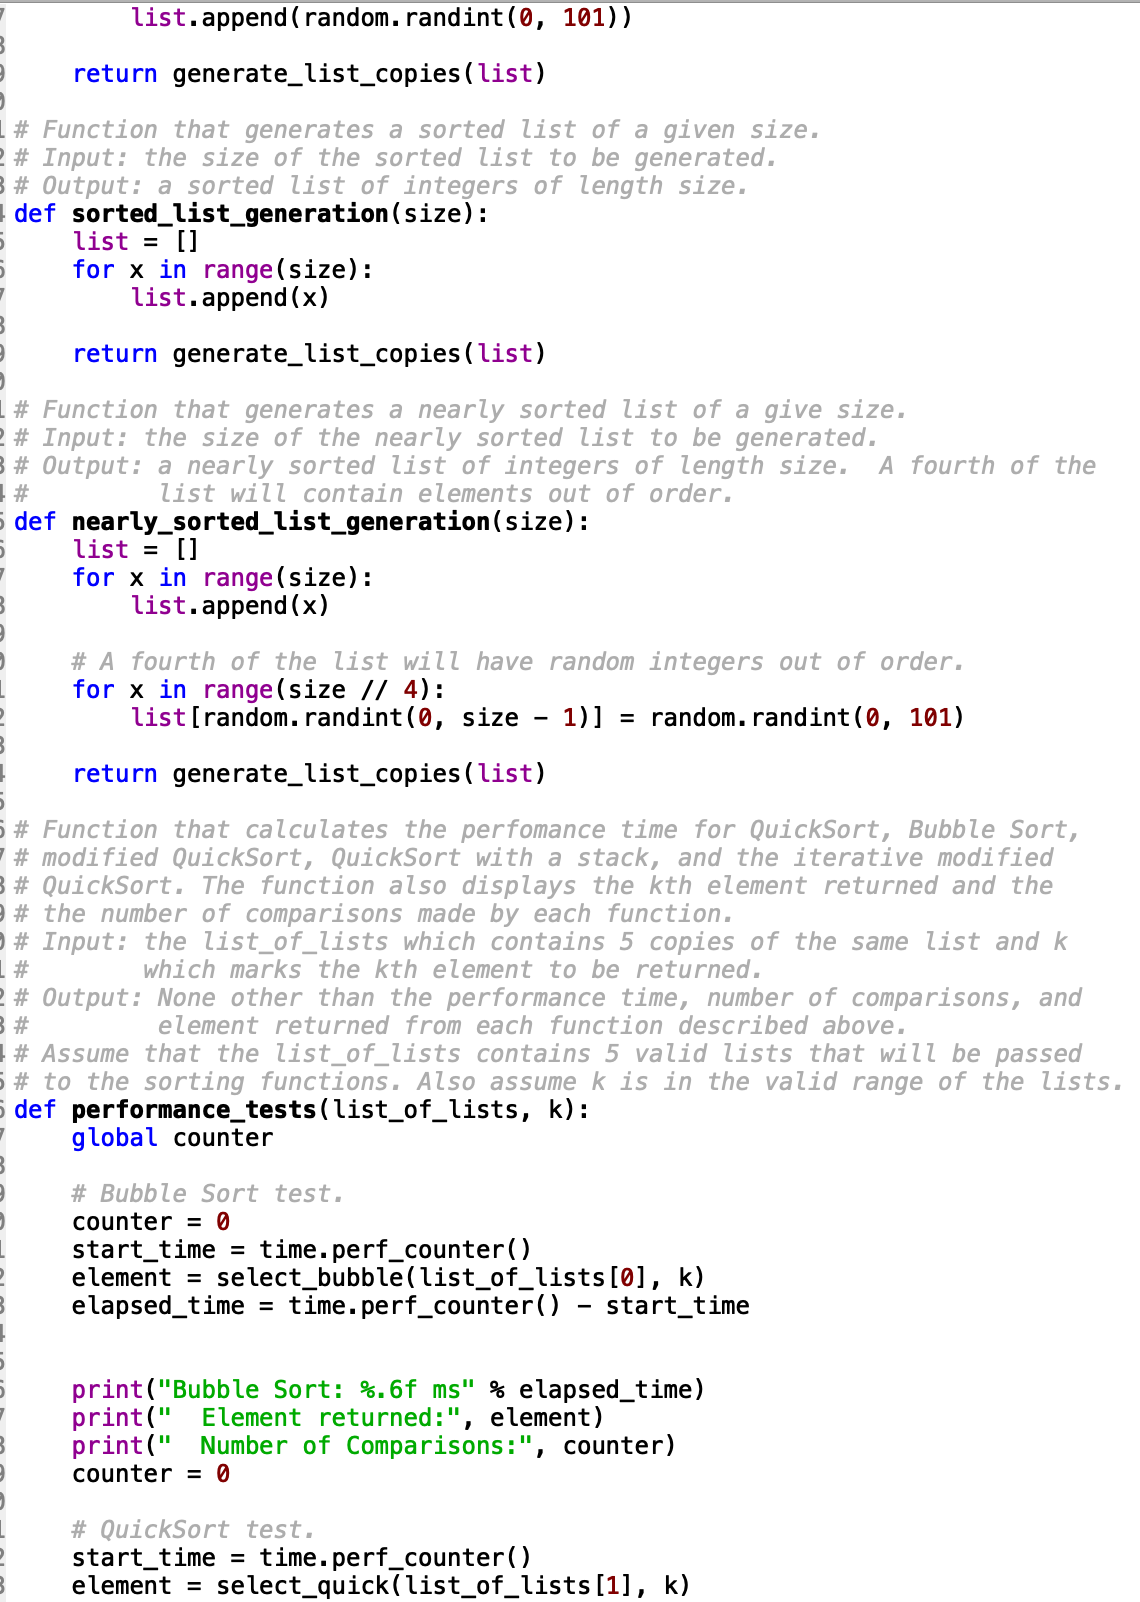 list.append(random.randint(0, 101))
    return generate_list_copies(list)
# Function that generates a sorted list of a given size.
# Input: the size of the sorted list to be generated.
# Output: a sorted list of integers of length size.
def sorted_list_generation(size):
    list = []
    for x in range(size):
        list.append(x)
    return generate_list_copies(list)
# Function that generates a nearly sorted list of a give size.
# Input: the size of the nearly sorted list to be generated.
# Output: a nearly sorted list of integers of length size.  A fourth of the
#         list will contain elements out of order.
def nearly_sorted_list_generation(size):
    list = []
    for x in range(size):
        list.append(x)
    # A fourth of the list will have random integers out of order.
    for x in range(size // 4):
        list[random.randint(0, size - 1)] = random.randint(0, 101)
    return generate_list_copies(list)
# Function that calculates the perfomance time for QuickSort, Bubble Sort,
# modified QuickSort, QuickSort with a stack, and the iterative modified
# QuickSort. The function also displays the kth element returned and the
# the number of comparisons made by each function.
# Input: the list_of_lists which contains 5 copies of the same list and k
#        which marks the kth element to be returned.
# Output: None other than the performance time, number of comparisons, and
#         element returned from each function described above.
# Assume that the list_of_lists contains 5 valid lists that will be passed
# to the sorting functions. Also assume k is in the valid range of the lists.
def performance_tests(list_of_lists, k):
    global counter
    # Bubble Sort test.
    counter = 0
    start_time = time.perf_counter()
    element = select_bubble(list_of_lists[0], k)
    elapsed_time = time.perf_counter() - start_time
    print("Bubble Sort: %.6f ms" % elapsed_time)
    print("  Element returned:", element)
    print("  Number of Comparisons:", counter)
    counter = 0
    # QuickSort test.
    start_time = time.perf_counter()
    element = select_quick(list_of_lists[1], k)